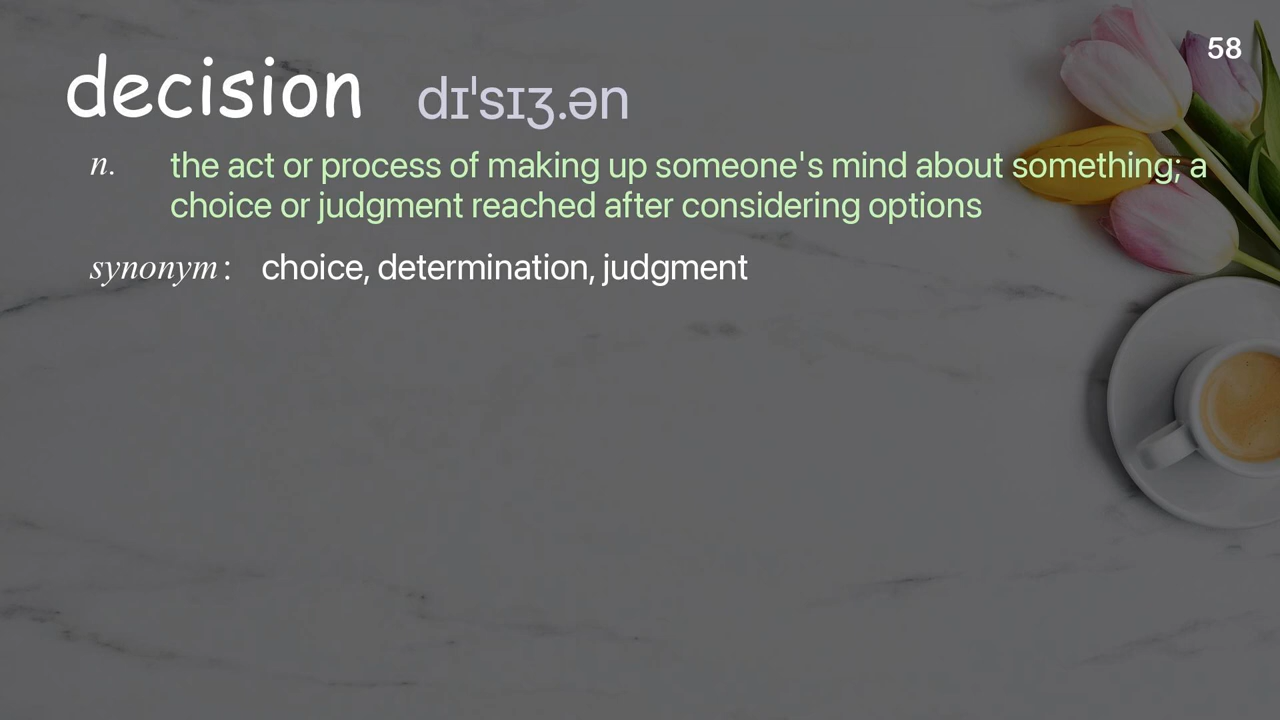 58
decision dɪˈsɪʒ.ən
n. the act or process of making up someone's mind about something; a
choice or judgment reached after considering options
synonym: choice, determination, judgment